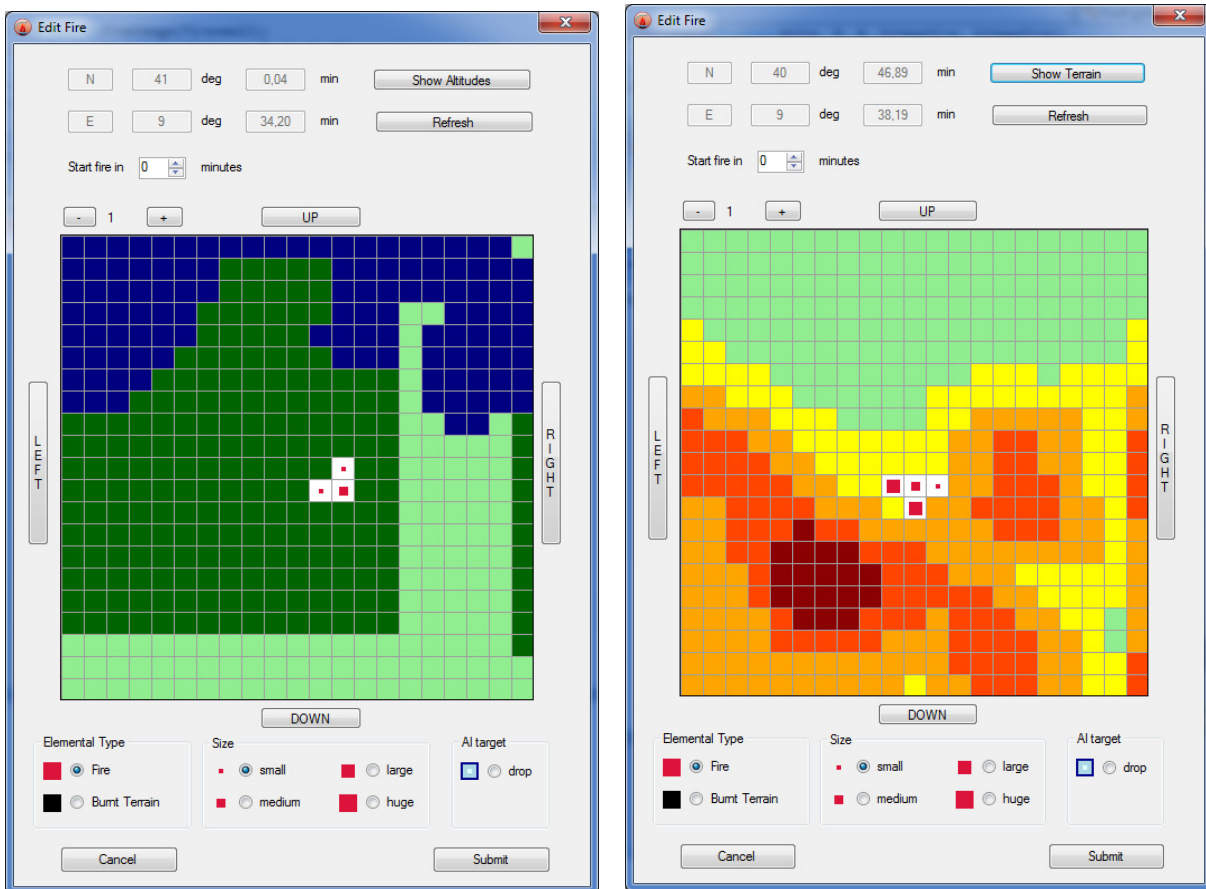 Edit Fire
N 41 deg 0,04 min Show Altitudes
E 9 deg 34,20 min Refresh
Start fire in 0 minutes
- 1 + UP
LEFT
RIGHT
DOWN
Elemental Type Size AI target
Fire small large drop
Burnt Terrain medium huge
Cancel Submit
Edit Fire
N 40 deg 46,89 min Show Terrain
E 9 deg 38,19 min Refresh
Start fire in 0 minutes
- 1 + UP
LEFT
RIGHT
DOWN
Elemental Type Size AI target
Fire small large drop
Burnt Terrain medium huge
Cancel Submit